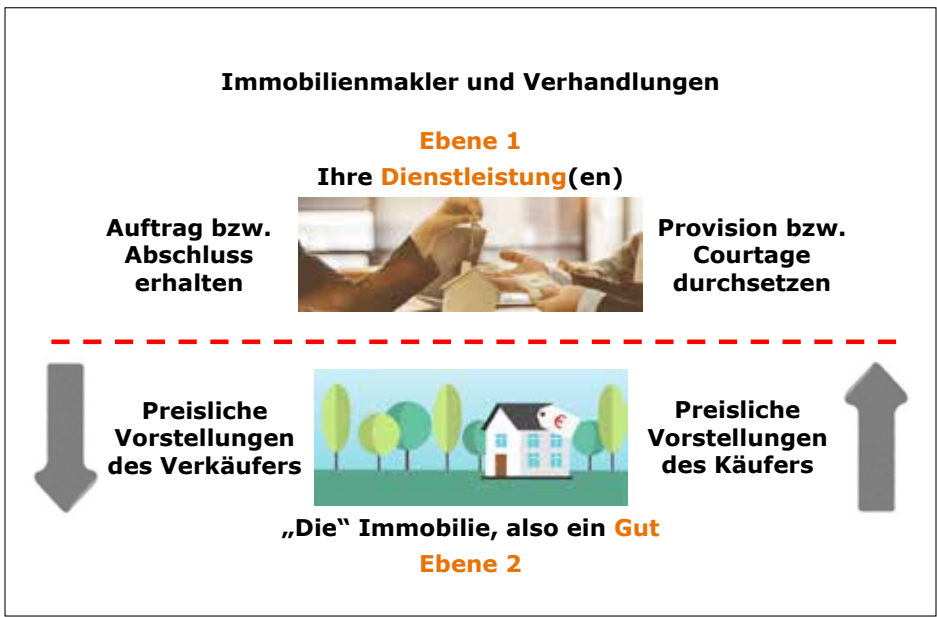 Immobilienmakler und Verhandlungen
Ebene 1
Ihre Dienstleistung(en)
Auftrag bzw.
Abschluss
erhalten
Provision bzw.
Courtage
durchsetzen
Preisliche
Vorstellungen
des Verkäufers
€
Preisliche
Vorstellungen
des Käufers
„Die“ Immobilie, also ein Gut
Ebene 2